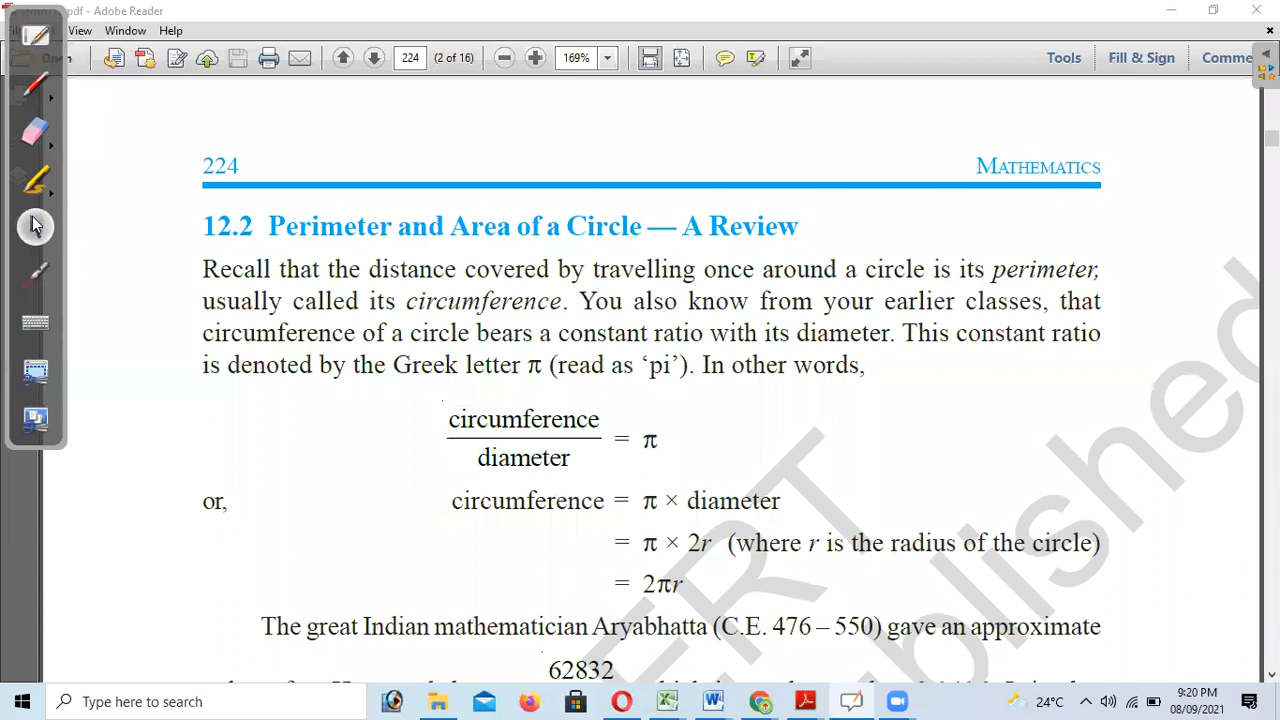 .pdf - Adobe Reader
View Window Help
Open 224 (2 of 16) 169% Tools Fill & Sign Comme
224 MATHEMATICS
12.2 Perimeter and Area of a Circle — A Review
Recall that the distance covered by travelling once around a circle is its perimeter,
usually called its circumference. You also know from your earlier classes, that
circumference of a circle bears a constant ratio with its diameter. This constant ratio
is denoted by the Greek letter π (read as ‘pi’). In other words,
circumference
diameter
= π
or, circumference = π × diameter
= π × 2r (where r is the radius of the circle)
= 2πr
The great Indian mathematician Aryabhatta (C.E. 476 – 550) gave an approximate
62832
Type here to search 24°C 9:20 PM
08/09/2021